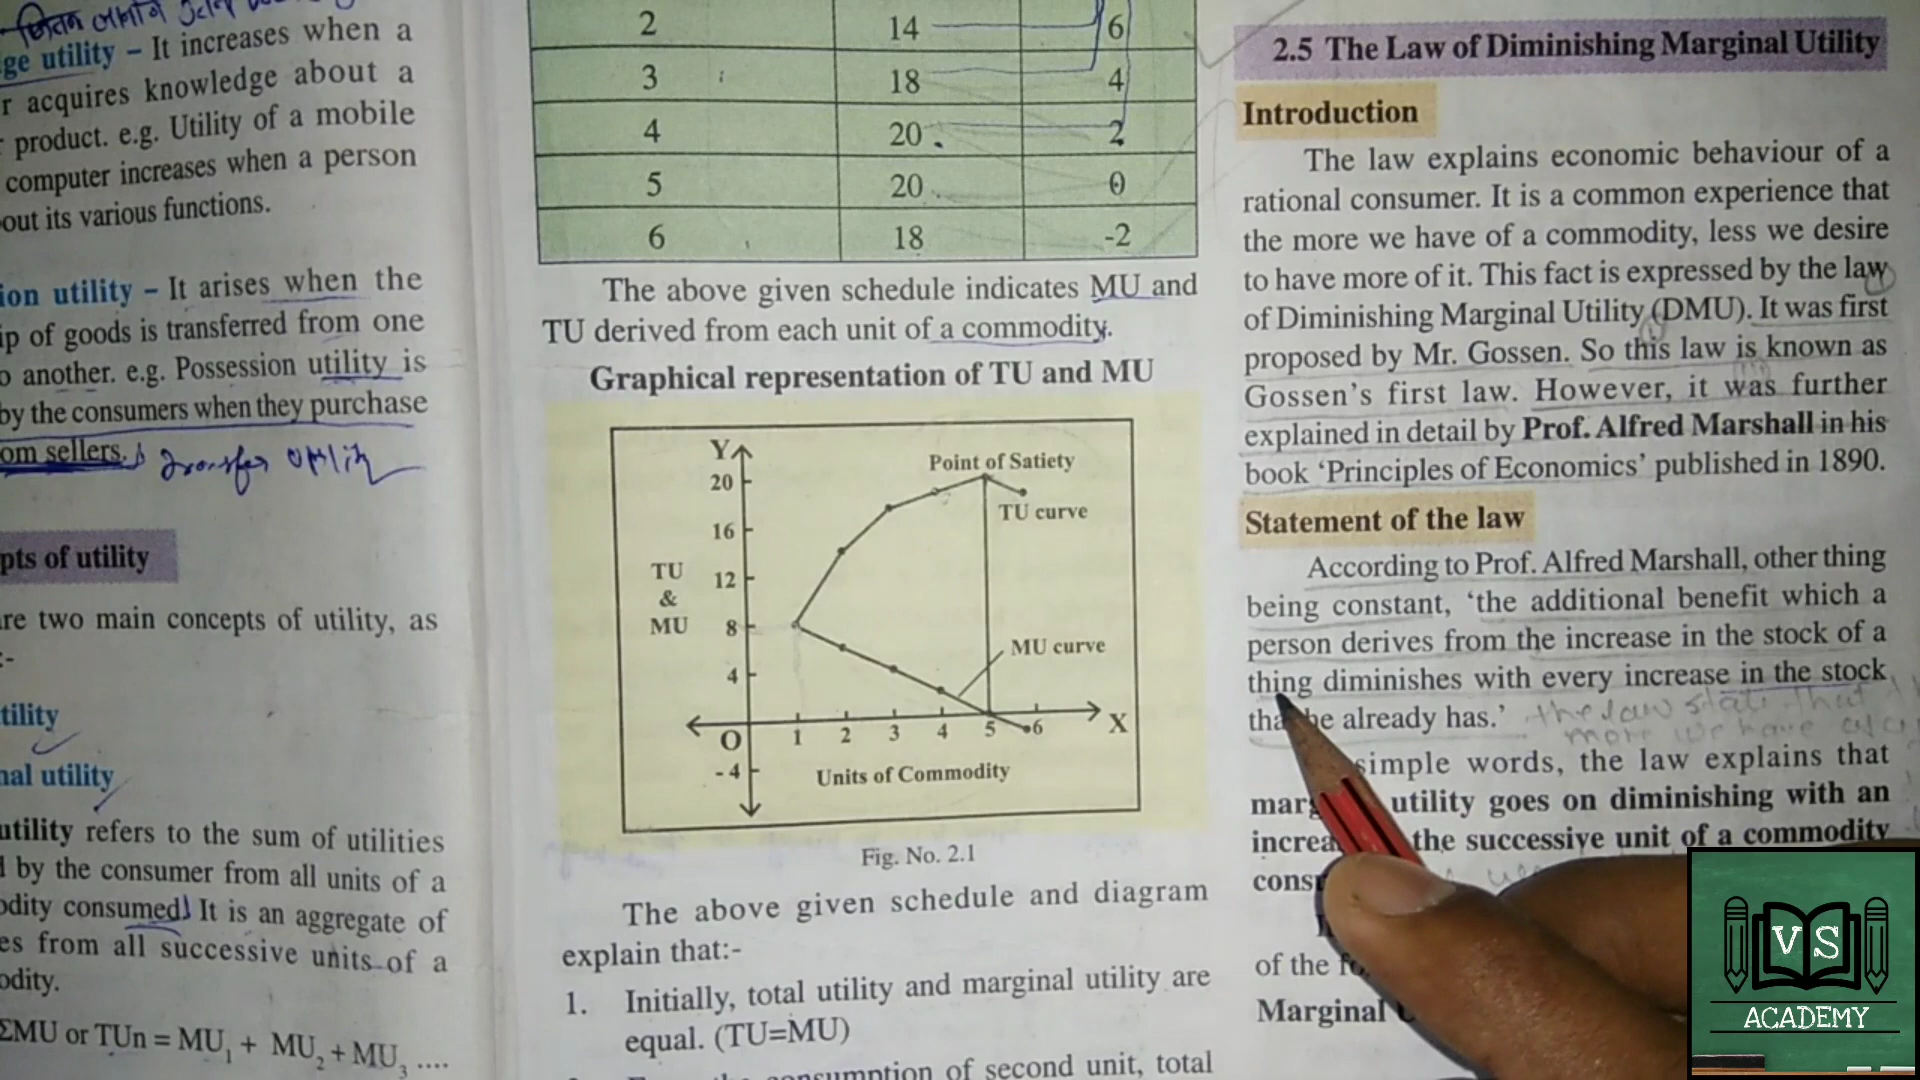 ge utility – It increases when a
r acquires knowledge about a
product. e.g. Utility of a mobile
computer increases when a person
out its various functions.
ion utility – It arises when the
ip of goods is transferred from one
o another. e.g. Possession utility is
by the consumers when they purchase
om sellers.
pts of utility
are two main concepts of utility, as
:-
tility
nal utility
utility refers to the sum of utilities
d by the consumer from all units of a
odity consumed. It is an aggregate of
es from all successive units of a
odity.
ΣMU or TUn = MU1 + MU2 + MU3 ....
2 14 6
3 18 4
4 20 2
5 20 0
6 18 -2
The above given schedule indicates MU and
TU derived from each unit of a commodity.
Graphical representation of TU and MU
Y
20
16
12
8
4
O
- 4
TU
&
MU
Point of Satiety
TU curve
MU curve
1 2 3 4 5 6 X
Units of Commodity
Fig. No. 2.1
The above given schedule and diagram
explain that:-
1. Initially, total utility and marginal utility are
equal. (TU=MU)
consumption of second unit, total
2.5 The Law of Diminishing Marginal Utility
Introduction
The law explains economic behaviour of a
rational consumer. It is a common experience that
the more we have of a commodity, less we desire
to have more of it. This fact is expressed by the law
of Diminishing Marginal Utility (DMU). It was first
proposed by Mr. Gossen. So this law is known as
Gossen's first law. However, it was further
explained in detail by Prof. Alfred Marshall in his
book 'Principles of Economics' published in 1890.
Statement of the law
According to Prof. Alfred Marshall, other thing
being constant, 'the additional benefit which a
person derives from the increase in the stock of a
thing diminishes with every increase in the stock
already has.'
the law state that
more we have
simple words, the law explains that
utility goes on diminishing with an
the successive unit of a commodity
of the
Marginal
VS
ACADEMY